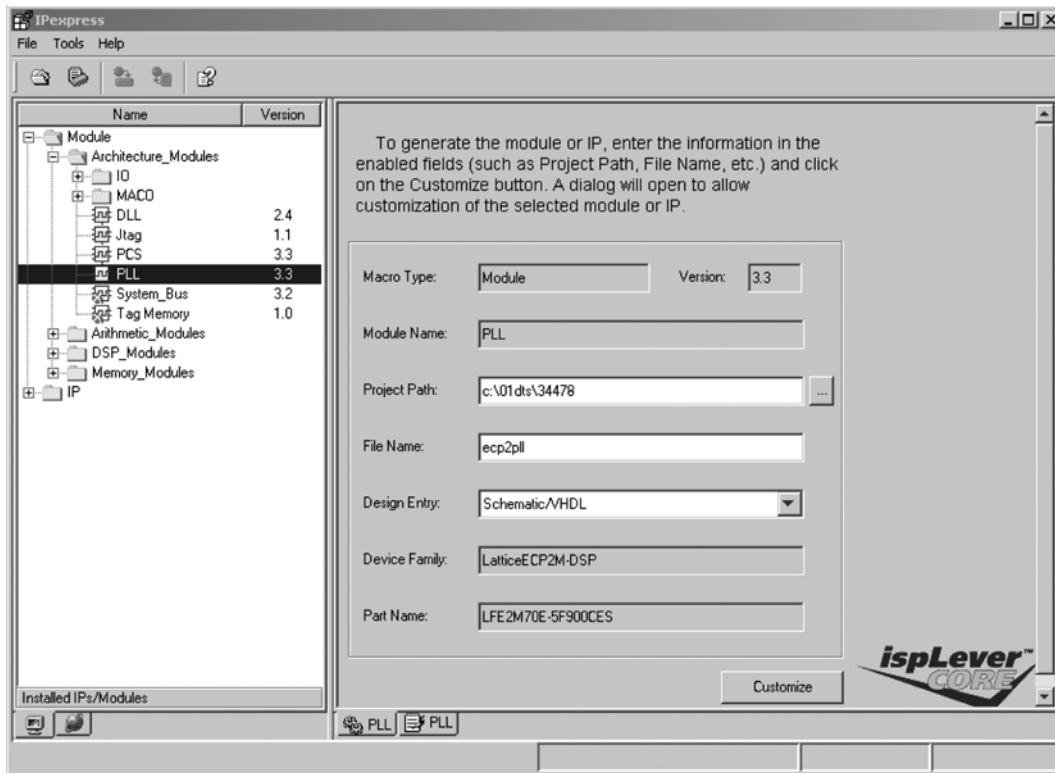 IPexpress
File Tools Help
Name Version
Module
Architecture_Modules
IO
MACO
DLL 2.4
Jtag 1.1
PCS 3.3
PLL 3.3
System_Bus 3.2
Tag Memory 1.0
Arithmetic_Modules
DSP_Modules
Memory_Modules
IP
Installed IPs/Modules
To generate the module or IP, enter the information in the
enabled fields (such as Project Path, File Name, etc.) and click
on the Customize button. A dialog will open to allow
customization of the selected module or IP.
Macro Type: Module Version: 3.3
Module Name: PLL
Project Path: c:\01dts\34478 ...
File Name: ecp2pll
Design Entry: Schematic/VHDL
Device Family: LatticeECP2M-DSP
Part Name: LFE2M70E-5F900CES
ispLever™
CORE
Customize
PLL PLL